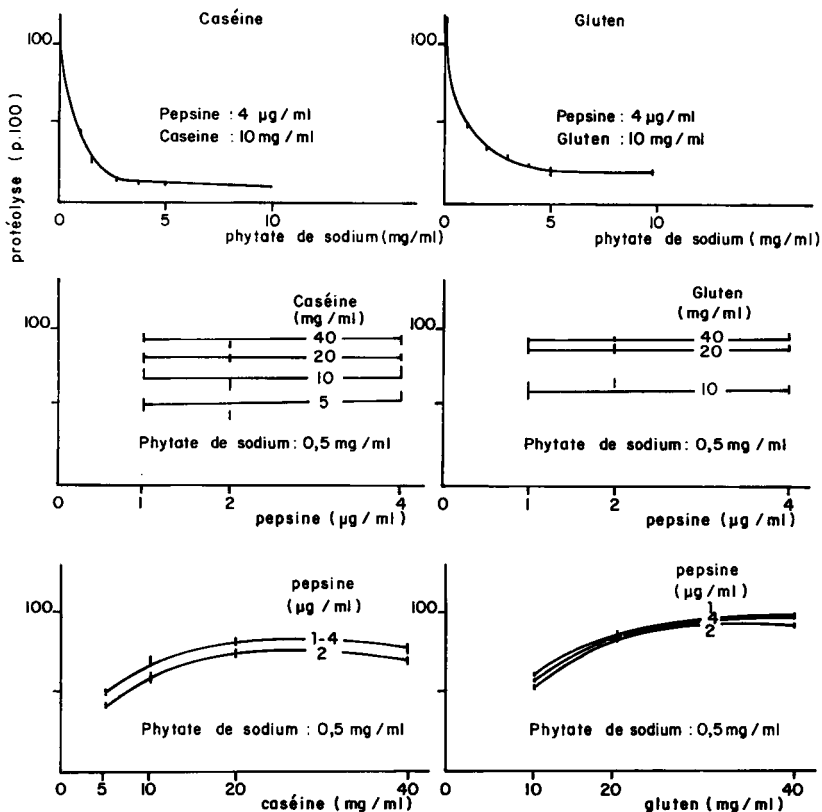 Caséine
100
Pepsine : 4 µg / ml
Caseine : 10 mg / ml
0 5 10
phytate de sodium (mg/ml)
protéolyse (p.100)
Gluten
100
Pepsine : 4 µg / ml
Gluten : 10 mg / ml
0 5 10
phytate de sodium (mg/ml)
Caséine
(mg / ml)
100
40
20
10
5
Phytate de sodium : 0,5 mg / ml
0 1 2 4
pepsine (µg / ml)
Gluten
(mg / ml)
100
40
20
10
Phytate de sodium : 0,5 mg / ml
0 1 2 4
pepsine (µg / ml)
pepsine
(µg / ml)
100
1-4
2
Phytate de sodium : 0,5 mg / ml
0 5 10 20 40
caséine (mg / ml)
pepsine
(µg / ml)
100
1
4
2
Phytate de sodium : 0,5 mg / ml
0 10 20 40
gluten (mg / ml)